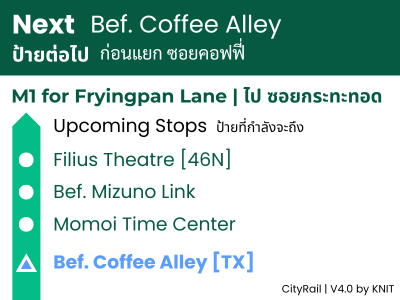 Next Bef. Coffee Alley
ป้ายต่อไป ก่อนแยก ซอยคอฟฟี่
M1 for Fryingpan Lane | ไป ซอยกระทะทอด
Upcoming Stops ป้ายที่กำลังจะถึง
Filius Theatre [46N]
Bef. Mizuno Link
Momoi Time Center
Bef. Coffee Alley [TX]
CityRail | V4.0 by KNIT